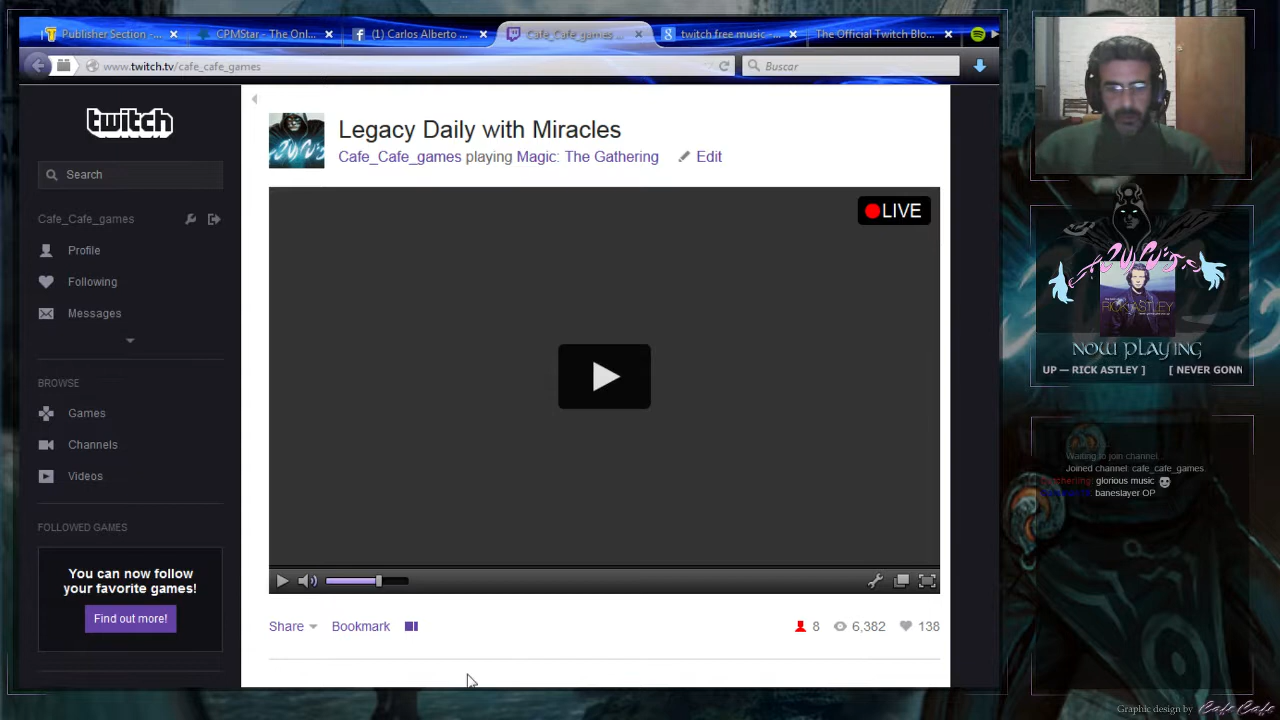 Publisher Section -...
CPMStar - The Onl...
(1) Carlos Alberto ...
Cafe_Cafe_games ...
twitch free music -...
The Official Twitch Blo...
www.twitch.tv/cafe_cafe_games
Buscar
twitch
Search
Cafe_Cafe_games
Profile
Following
Messages
BROWSE
Games
Channels
Videos
FOLLOWED GAMES
You can now follow
your favorite games!
Find out more!
Legacy Daily with Miracles
Cafe_Cafe_games playing Magic: The Gathering Edit
LIVE
Share Bookmark
8 6,382 138
RICK ASTLEY
NOW PLAYING
UP — RICK ASTLEY ] [ NEVER GONN
Waiting to join channel...
Joined channel: cafe_cafe_games.
glorious music
baneslayer OP
Graphic design by Cafe Cafe